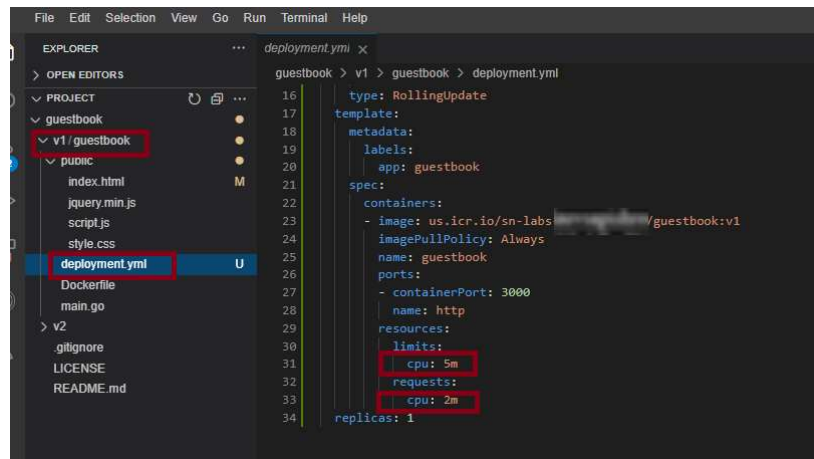 File Edit Selection View Go Run Terminal Help
EXPLORER ...
OPEN EDITORS
PROJECT ...
guestbook
v1/guestbook
public
index.html M
jquery.min.js
script.js
style.css
deployment.yml U
Dockerfile
main.go
v2
.gitignore
LICENSE
README.md
deployment.yml ×
guestbook > v1 > guestbook > deployment.yml
16 type: RollingUpdate
17 template:
18 metadata:
19 labels:
20 app: guestbook
21 spec:
22 containers:
23 - image: us.icr.io/sn-labs /guestbook:v1
24 imagePullPolicy: Always
25 name: guestbook
26 ports:
27 - containerPort: 3000
28 name: http
29 resources:
30 limits:
31 cpu: 5m
32 requests:
33 cpu: 2m
34 replicas: 1